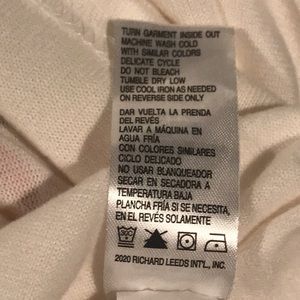 TURN GARMENT INSIDE OUT
MACHINE WASH COLD
WITH SIMILAR COLORS
DELICATE CYCLE
DO NOT BLEACH
TUMBLE DRY LOW
USE COOL IRON AS NEEDED
ON REVERSE SIDE ONLY
DAR VUELTA LA PRENDA
DEL REVÉS
LAVAR A MÁQUINA EN
AGUA FRÍA
CON COLORES SIMILARES
CICLO DELICADO
NO USAR BLANQUEADOR
SECAR EN SECADORA A
TEMPERATURA BAJA
PLANCHA FRÍA SI SE NECESITA,
EN EL REVÉS SOLAMENTE
30C
2020 RICHARD LEEDS INT'L., INC.